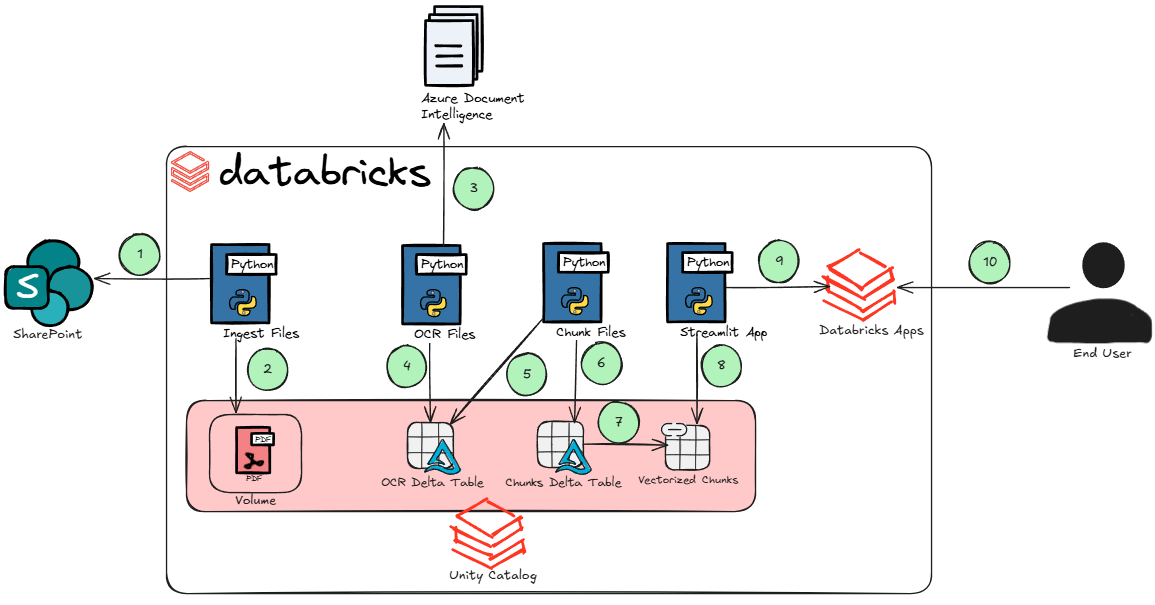 Azure Document
Intelligence
databricks
3
1
S
SharePoint
Python
Ingest Files
Python
OCR Files
Python
Chunk Files
Python
Streamlit App
9
Databricks Apps
10
End User
2
4
5
6
8
7
PDF
PDF
Volume
OCR Delta Table
Chunks Delta Table
Vectorized Chunks
Unity Catalog